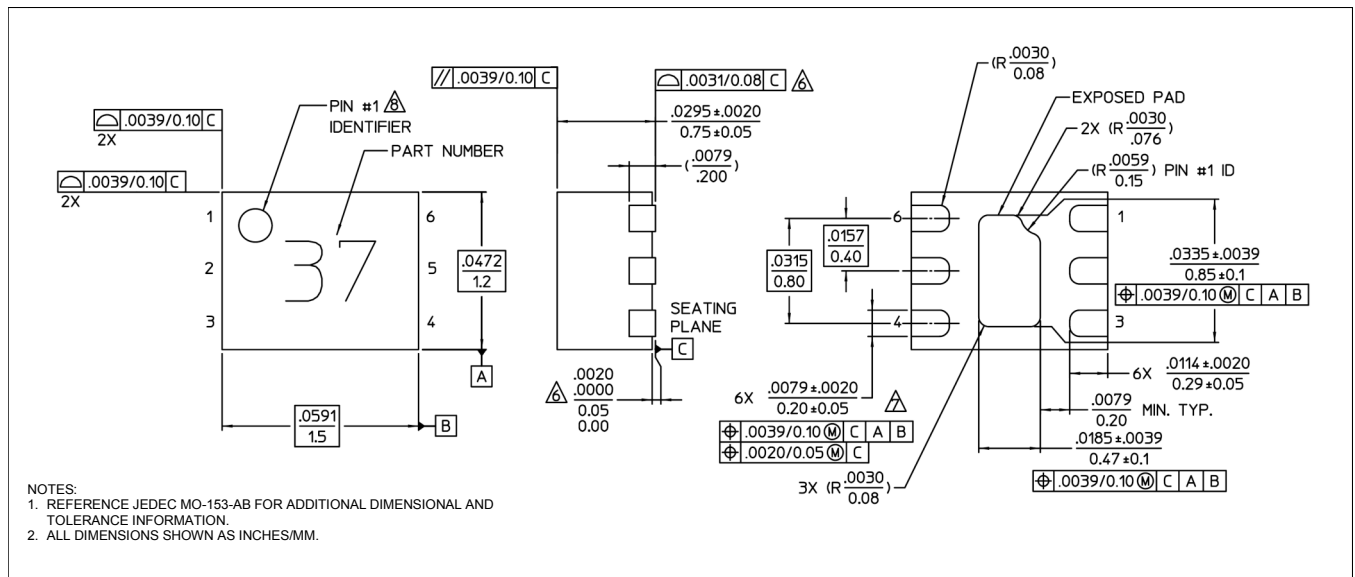 // .0039/0.10 C
⌓ .0031/0.08 C 6
⌓ .0039/0.10 C
2X
PIN #1 8
IDENTIFIER
PART NUMBER
⌓ .0039/0.10 C
2X
1
2
3
37
6
5
4
.0472
1.2
A
.0591
1.5
B
.0295±.0020
0.75±0.05
(.0079
.200)
SEATING
PLANE
C
6
.0020
.0000
0.05
0.00
(R .0030
0.08)
EXPOSED PAD
2X (R .0030
.076)
(R .0059
0.15) PIN #1 ID
6
4
1
3
.0157
0.40
.0315
0.80
.0335±.0039
0.85±0.1
⌖ .0039/0.10 Ⓜ C A B
6X .0114±.0020
0.29±0.05
.0079
0.20 MIN. TYP.
.0185±.0039
0.47±0.1
⌖ .0039/0.10 Ⓜ C A B
6X .0079±.0020
0.20±0.05
7
⌖ .0039/0.10 Ⓜ C A B
⌖ .0020/0.05 Ⓜ C
3X (R .0030
0.08)
NOTES:
1. REFERENCE JEDEC MO-153-AB FOR ADDITIONAL DIMENSIONAL AND
TOLERANCE INFORMATION.
2. ALL DIMENSIONS SHOWN AS INCHES/MM.